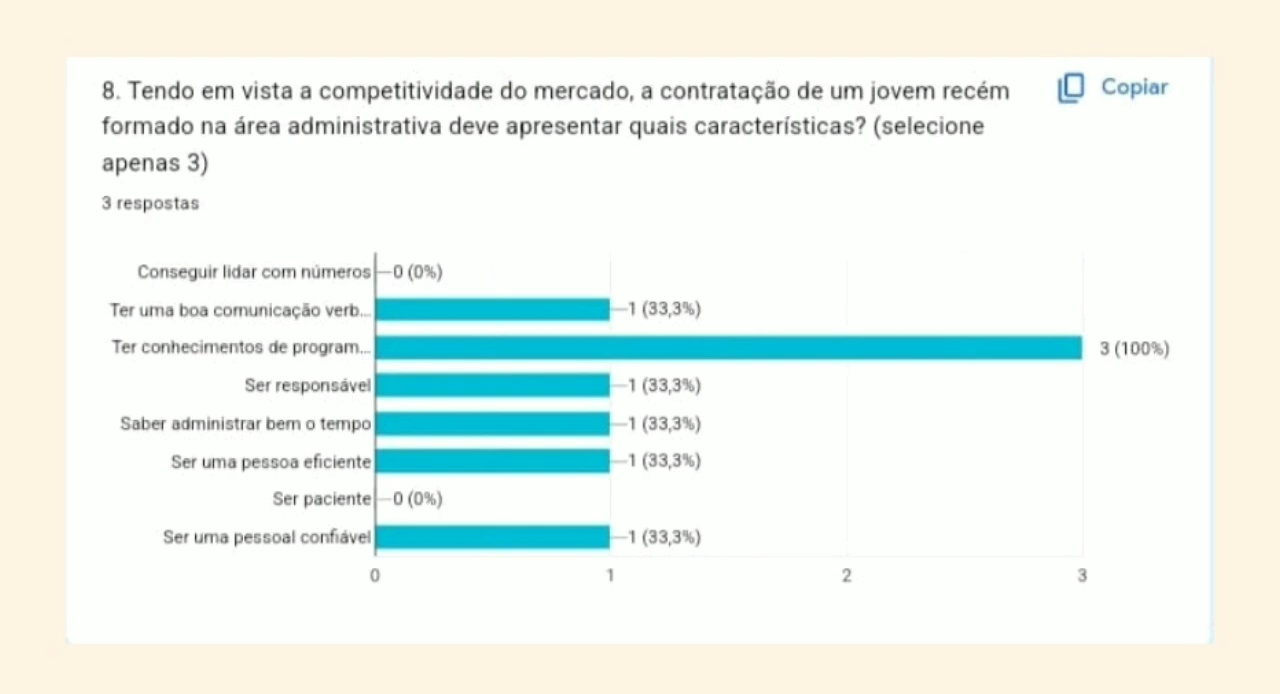 8. Tendo em vista a competitividade do mercado, a contratação de um jovem recém
formado na área administrativa deve apresentar quais características? (selecione
apenas 3)
Copiar
3 respostas
Conseguir lidar com números 0 (0%)
Ter uma boa comunicação verb... 1 (33,3%)
Ter conhecimentos de program... 3 (100%)
Ser responsável 1 (33,3%)
Saber administrar bem o tempo 1 (33,3%)
Ser uma pessoa eficiente 1 (33,3%)
Ser paciente 0 (0%)
Ser uma pessoal confiável 1 (33,3%)
0 1 2 3